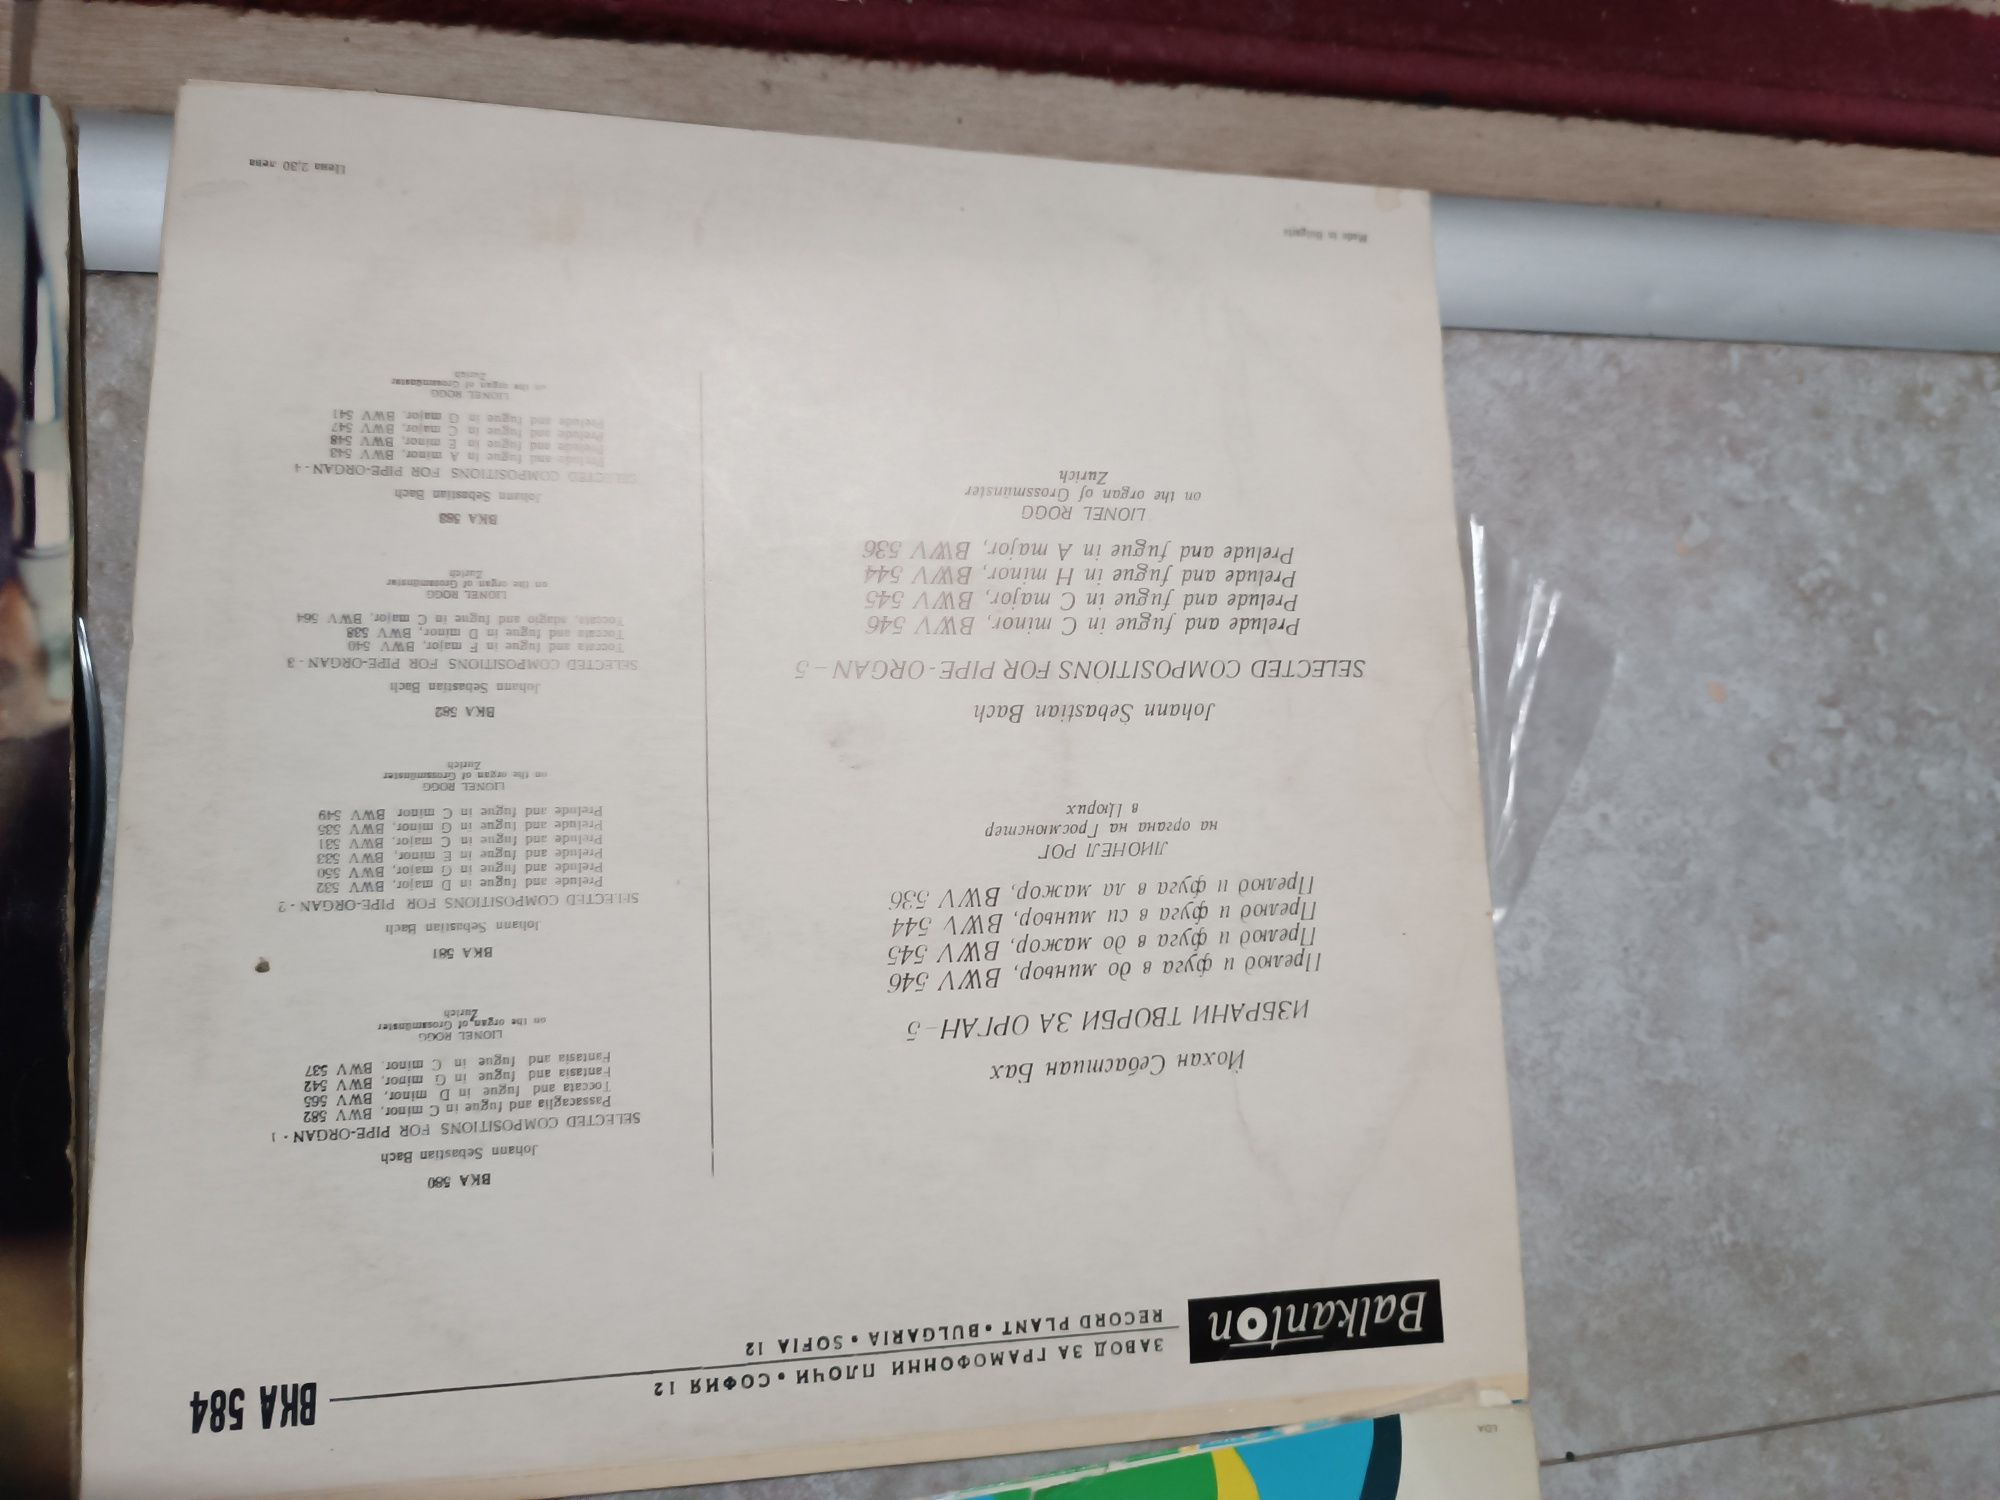 Balkanton
ЗАВОД ЗА ГРАМОФОННИ ПЛОЧИ • СОФИЯ 12
RECORD PLANT • BULGARIA • SOFIA 12
ВКА 584
Йохан Себастиан Бах
ИЗБРАНИ ТВОРБИ ЗА ОРГАН–5
Прелюд и фуга в до миньор, BWV 546
Прелюд и фуга в до мажор, BWV 545
Прелюд и фуга в си миньор, BWV 544
Прелюд и фуга в ла мажор, BWV 536
ЛИОНЕЛ РОГ
на органа на Гросмюнстер
в Цюрих
Johann Sebastian Bach
SELECTED COMPOSITIONS FOR PIPE-ORGAN–5
Prelude and fugue in C minor, BWV 546
Prelude and fugue in C major, BWV 545
Prelude and fugue in H minor, BWV 544
Prelude and fugue in A major, BWV 536
LIONEL ROGG
on the organ of Grossmünster
Zurich
BKA 580
Johann Sebastian Bach
SELECTED COMPOSITIONS FOR PIPE-ORGAN - 1
Passacaglia and fugue in C minor, BWV 582
Toccata and fugue in D minor, BWV 565
Fantasia and fugue in G minor, BWV 542
Fantasia and fugue in C minor. BWV 537
LIONEL ROGG
on the organ of Grossmünster
Zurich
BKA 581
Johann Sebastian Bach
SELECTED COMPOSITIONS FOR PIPE-ORGAN - 2
Prelude and fugue in D major, BWV 532
Prelude and fugue in G major, BWV 550
Prelude and fugue in E minor, BWV 533
Prelude and fugue in C major, BWV 531
Prelude and fugue in G minor, BWV 535
Prelude and fugue in C minor BWV 549
LIONEL ROGG
on the organ of Grossmünster
Zurich
BKA 582
Johann Sebastian Bach
SELECTED COMPOSITIONS FOR PIPE-ORGAN - 3
Toccata and fugue in F major, BWV 540
Toccata and fugue in D minor, BWV 538
Toccata, adagio and fugue in C major, BWV 564
LIONEL ROGG
on the organ of Grossmünster
Zurich
BKA 583
Johann Sebastian Bach
SELECTED COMPOSITIONS FOR PIPE-ORGAN - 4
Prelude and fugue in A minor, BWV 543
Prelude and fugue in E minor, BWV 548
Prelude and fugue in C major, BWV 547
Prelude and fugue in G major, BWV 541
LIONEL ROGG
on the organ of Grossmünster
Zurich
Made in Bulgaria
Цена 2,30 лева
LDA